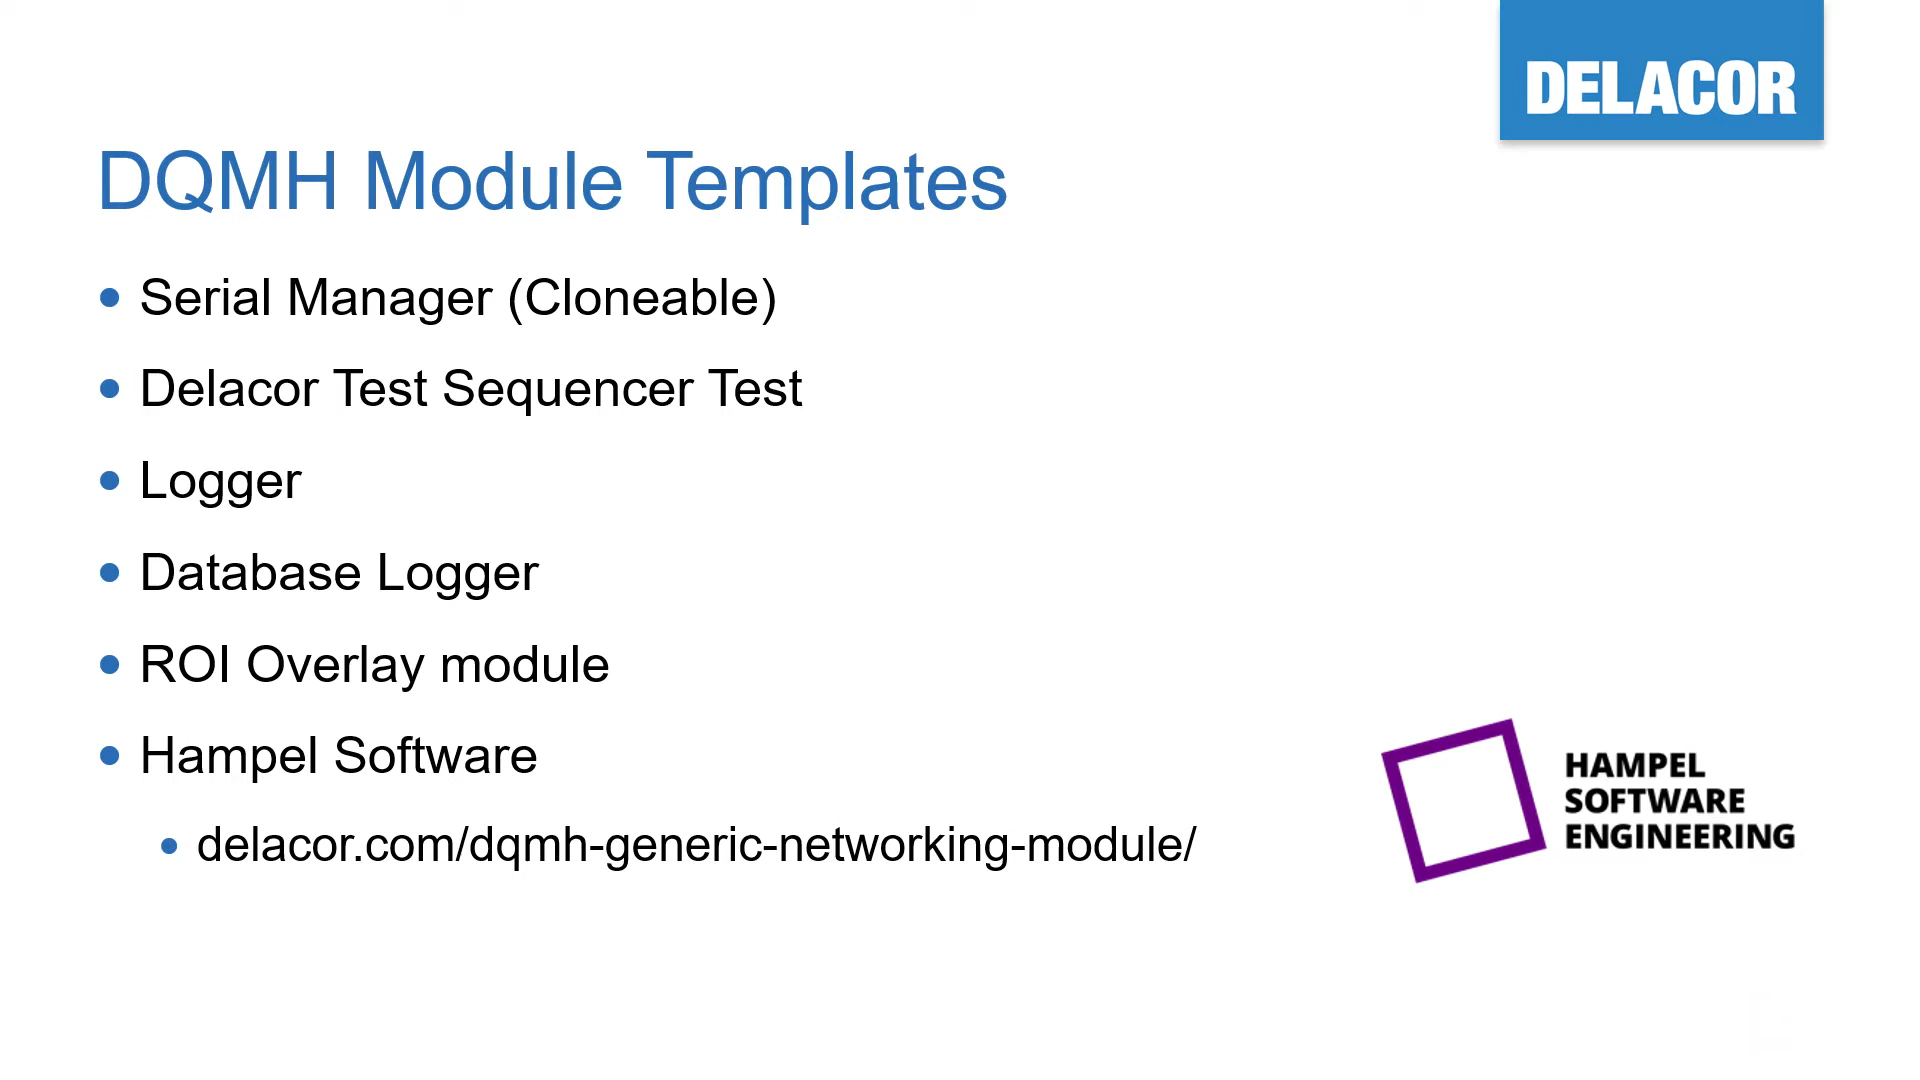 DELACOR
DQMH Module Templates
• Serial Manager (Cloneable)
• Delacor Test Sequencer Test
• Logger
• Database Logger
• ROI Overlay module
• Hampel Software
• delacor.com/dqmh-generic-networking-module/
HAMPEL
SOFTWARE
ENGINEERING